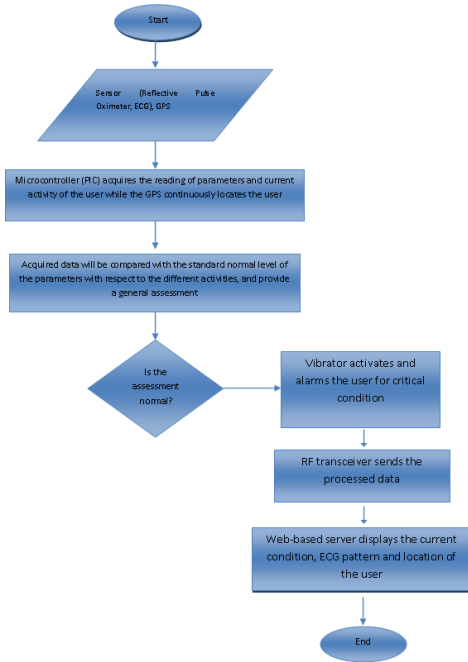 Start
Sensor (Reflective Pulse
Oximeter, ECG), GPS
Microcontroller (PIC) acquires the reading of parameters and current
activity of the user while the GPS continuously locates the user
Acquired data will be compared with the standard normal level of
the parameters with respect to the different activities, and provide
a general assessment
Is the
assessment
normal?
Vibrator activates and
alarms the user for critical
condition
RF transceiver sends the
processed data
Web-based server displays the current
condition, ECG pattern and location of
the user
End